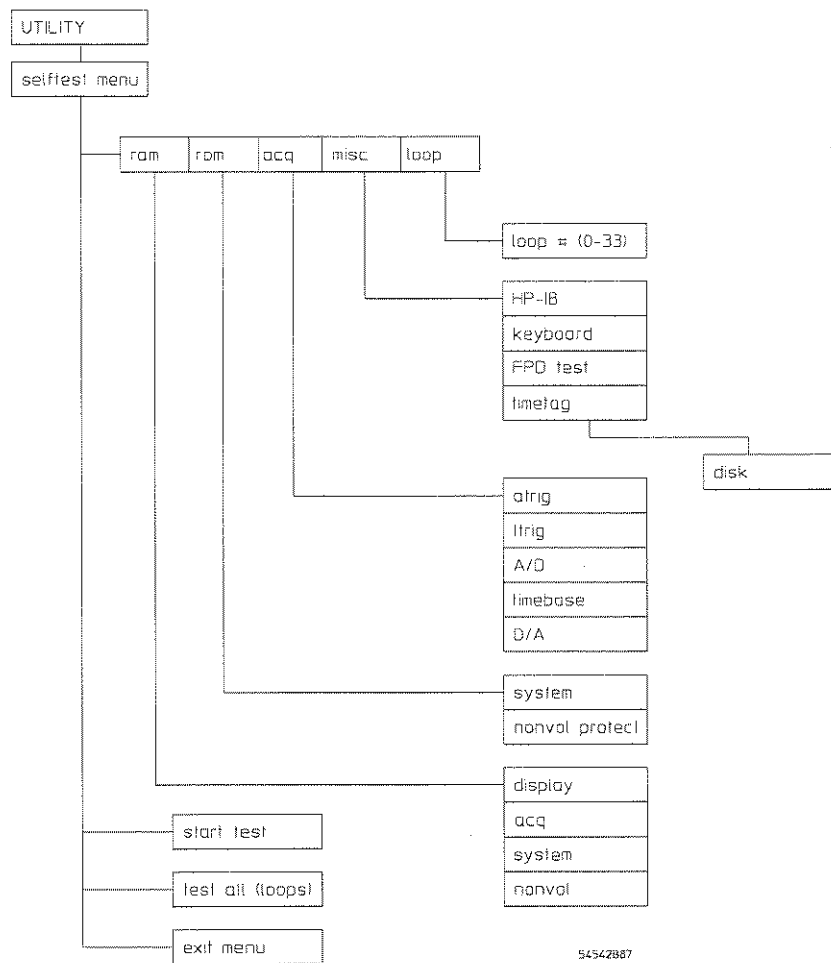 UTILITY
selftest menu
ram rom acq misc loop
loop # (0-33)
HP-IB
keyboard
FPD test
timetag
disk
atrig
ltrig
A/D
timebase
D/A
system
nonvol protect
display
acq
system
nonvol
start test
test all (loops)
exit menu
54542B87